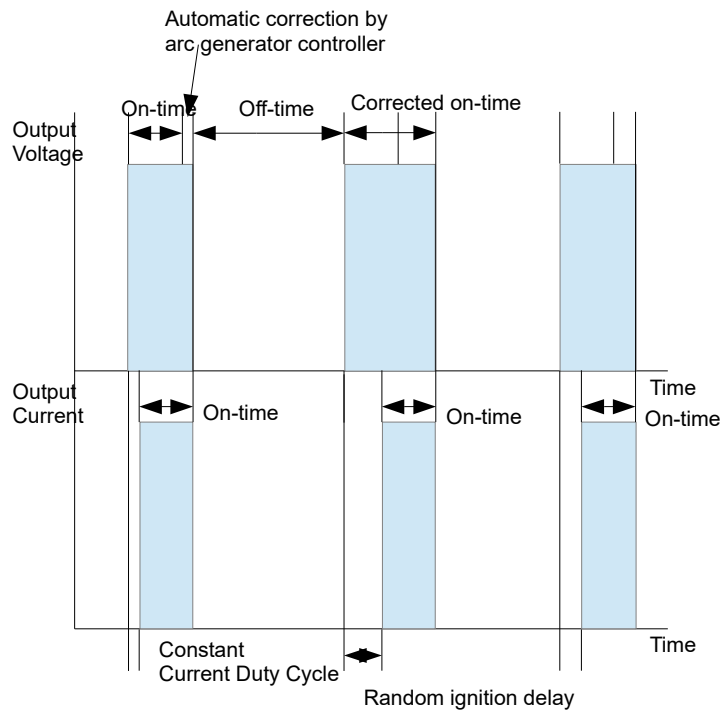 Automatic correction by
arc generator controller
On-time
Off-time
Corrected on-time
Output
Voltage
Time
Output
Current
On-time
On-time
On-time
Time
Constant
Current Duty Cycle
Random ignition delay